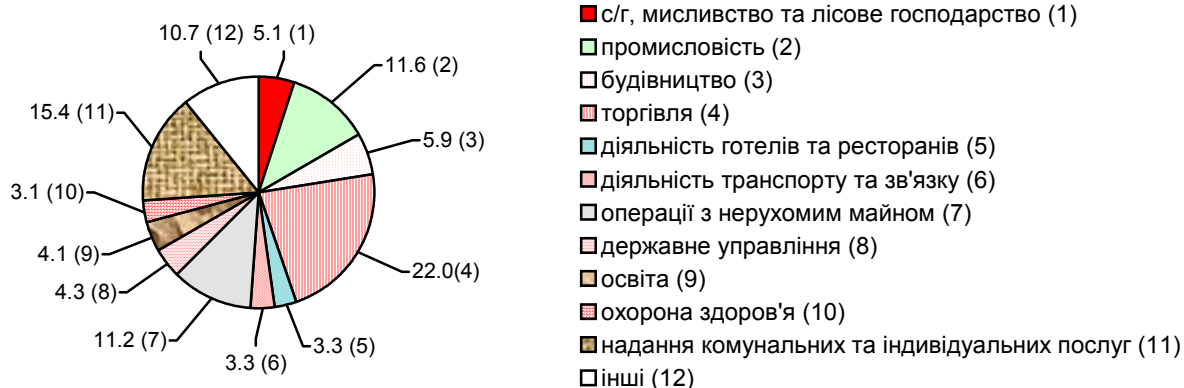 10.7 (12)
5.1 (1)
11.6 (2)
5.9 (3)
22.0(4)
3.3 (5)
3.3 (6)
11.2 (7)
4.3 (8)
4.1 (9)
3.1 (10)
15.4 (11)
с/г, мисливство та лісове господарство (1)
промисловість (2)
будівництво (3)
торгівля (4)
діяльність готелів та ресторанів (5)
діяльність транспорту та зв'язку (6)
операції з нерухомим майном (7)
державне управління (8)
освіта (9)
охорона здоров'я (10)
надання комунальних та індивідуальних послуг (11)
інші (12)